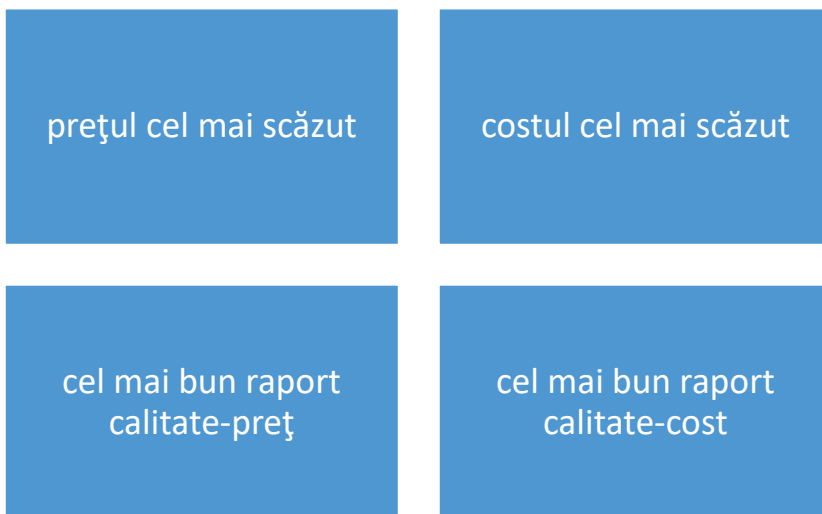 preţul cel mai scăzut
costul cel mai scăzut
cel mai bun raport
calitate-preţ
cel mai bun raport
calitate-cost